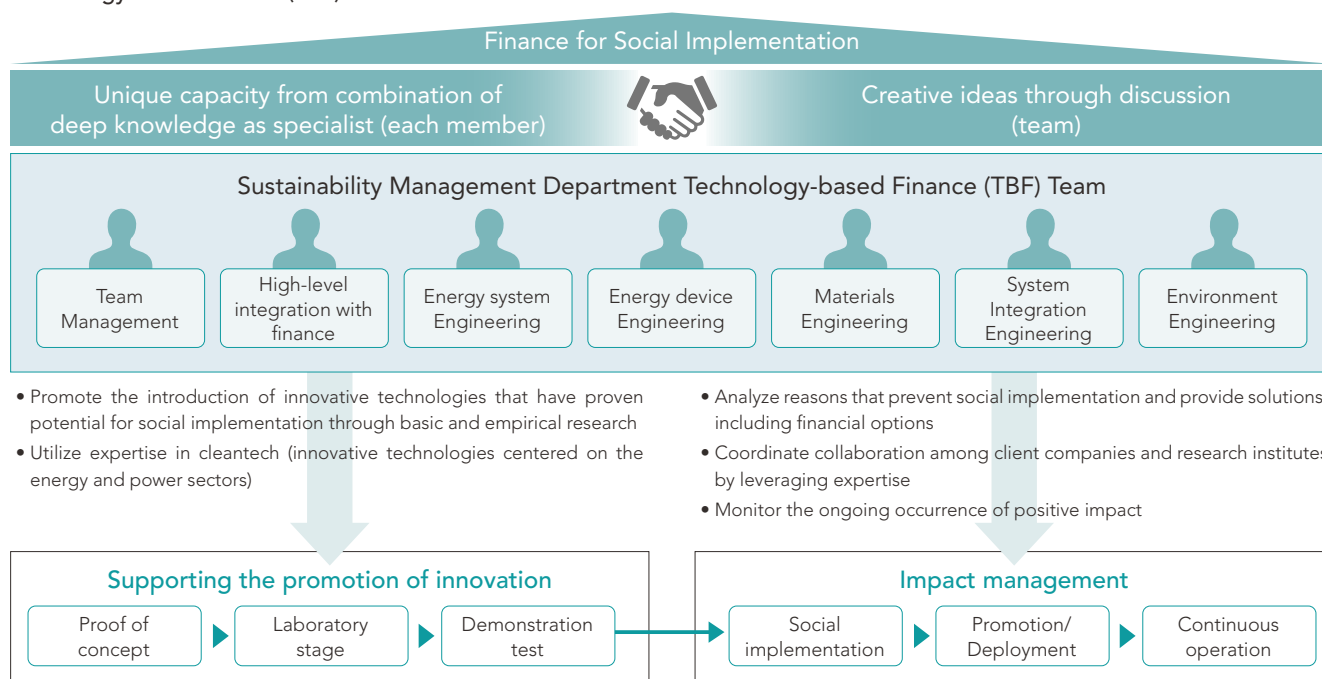 Finance for Social Implementation
Unique capacity from combination of
deep knowledge as specialist (each member)
Creative ideas through discussion
(team)
Sustainability Management Department Technology-based Finance (TBF) Team
Team
Management
High-level
integration with
finance
Energy system
Engineering
Energy device
Engineering
Materials
Engineering
System
Integration
Engineering
Environment
Engineering
• Promote the introduction of innovative technologies that have proven
potential for social implementation through basic and empirical research
• Utilize expertise in cleantech (innovative technologies centered on the
energy and power sectors)
• Analyze reasons that prevent social implementation and provide solutions
including financial options
• Coordinate collaboration among client companies and research institutes
by leveraging expertise
• Monitor the ongoing occurrence of positive impact
Supporting the promotion of innovation
Proof of
concept
Laboratory
stage
Demonstration
test
Impact management
Social
implementation
Promotion/
Deployment
Continuous
operation